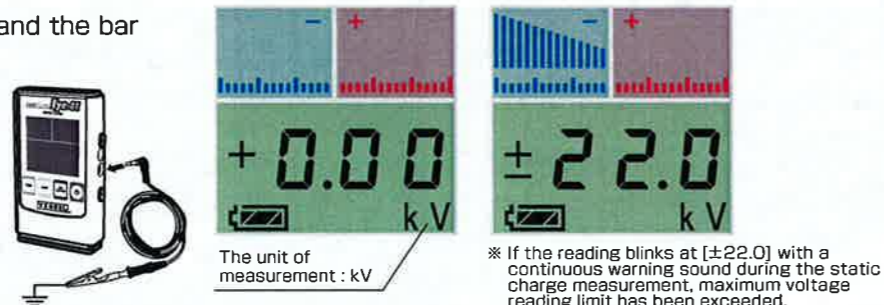 and the bar
− +
+0.00
kV
− +
±22.0
kV
The unit of
measurement : kV
※ If the reading blinks at [±22.0] with a
continuous warning sound during the static
charge measurement, maximum voltage
reading limit has been exceeded.